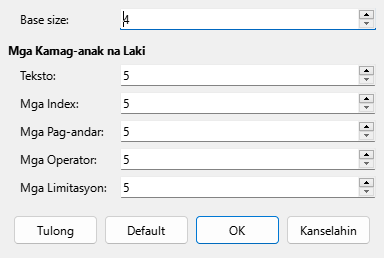 Base size: 4
Mga Kamag-anak na Laki
Teksto: 5
Mga Index: 5
Mga Pag-andar: 5
Mga Operator: 5
Mga Limitasyon: 5
Tulong Default OK Kanselahin